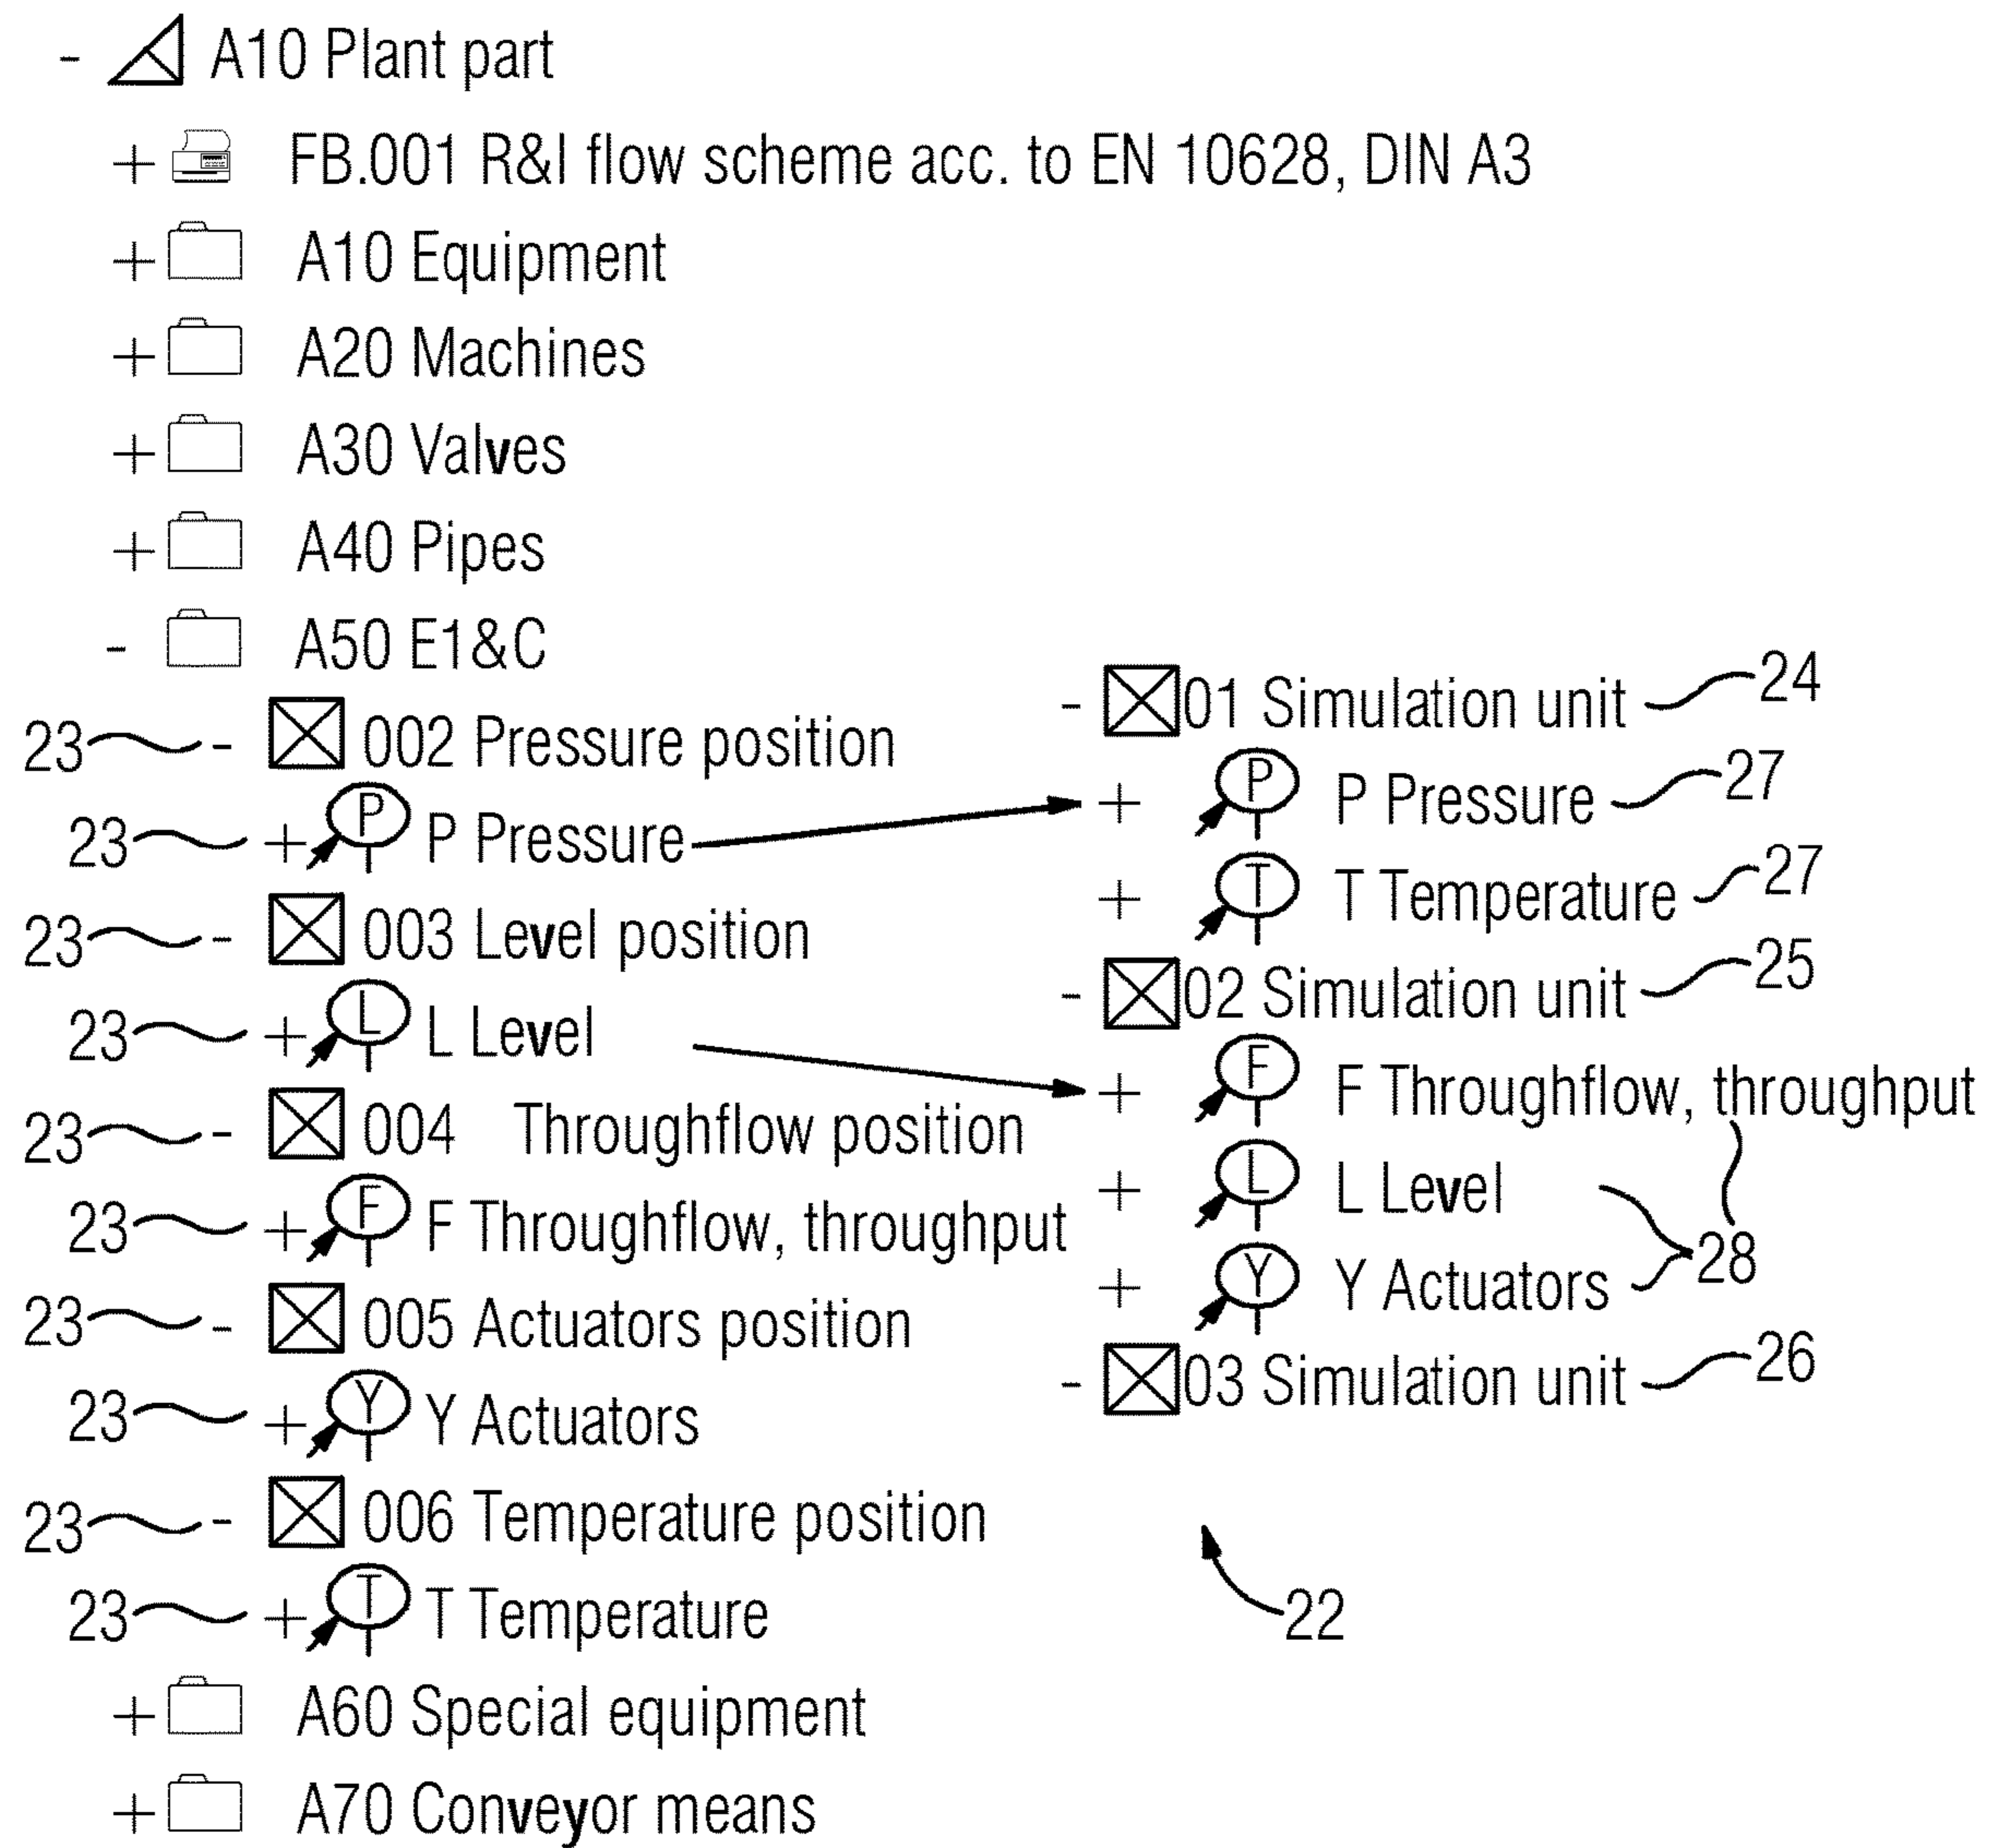 - A10 Plant part
+ FB.001 R&I flow scheme acc. to EN 10628, DIN A3
+ A10 Equipment
+ A20 Machines
+ A30 Valves
+ A40 Pipes
- A50 E1&C
23 - 002 Pressure position
23 + P P Pressure
23 - 003 Level position
23 + L L Level
23 - 004 Throughflow position
23 + F F Throughflow, throughput
23 - 005 Actuators position
23 + Y Y Actuators
23 - 006 Temperature position
23 + T T Temperature
+ A60 Special equipment
+ A70 Conveyor means
- 01 Simulation unit 24
+ P P Pressure 27
+ T T Temperature 27
- 02 Simulation unit 25
+ F F Throughflow, throughput
+ L L Level
28
+ Y Y Actuators
- 03 Simulation unit 26
22